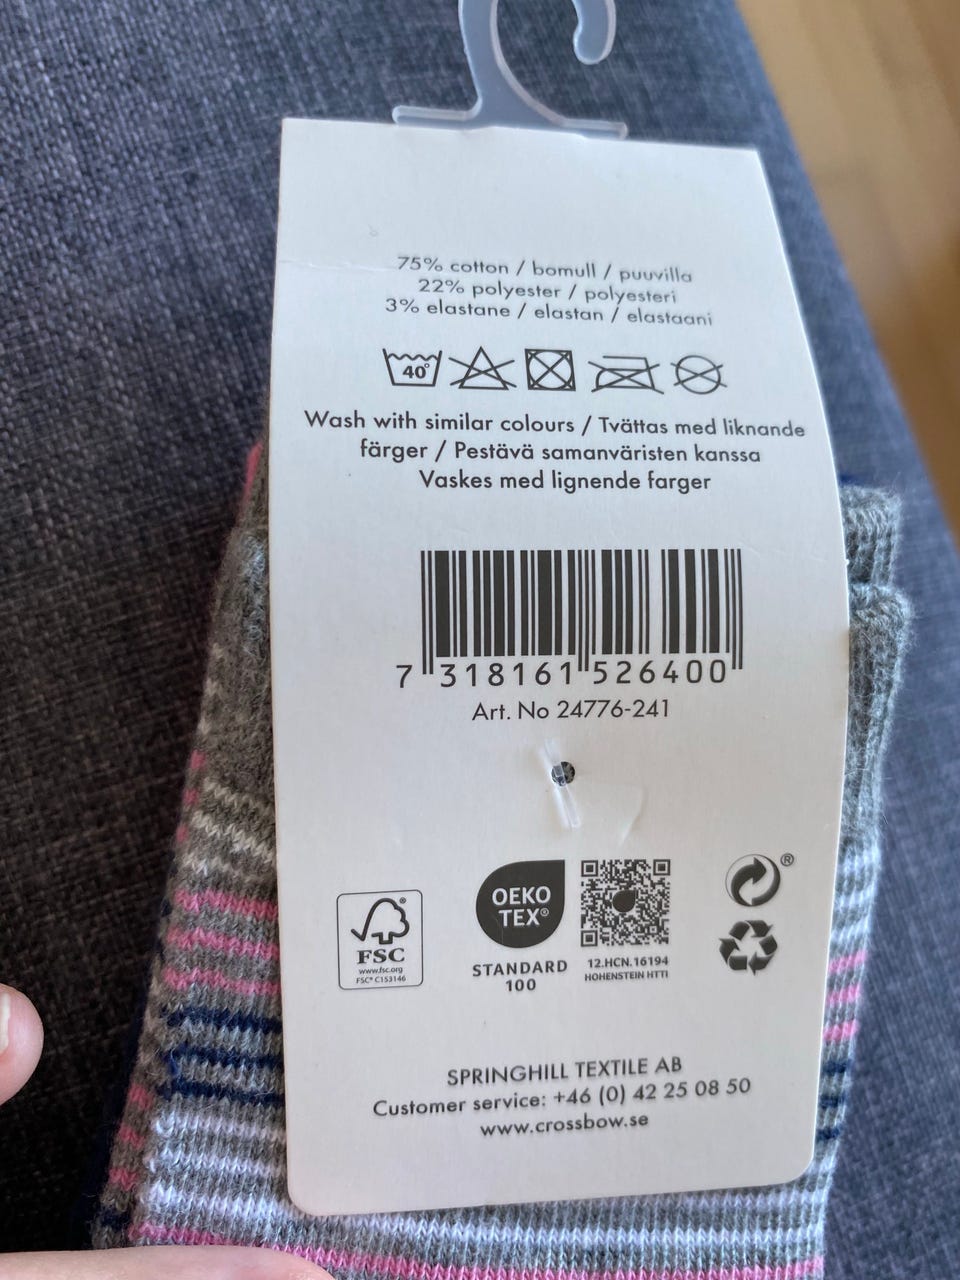 75% cotton / bomull / puuvilla
22% polyester / polyesteri
3% elastane / elastan / elastaani
40°
Wash with similar colours / Tvättas med liknande
färger / Pestävä samanväristen kanssa
Vaskes med lignende farger
7 318161 526400
Art. No 24776-241
FSC®
www.fsc.org
FSC® C153146
OEKO
TEX®
STANDARD
100
12.HCN.16194
HOHENSTEIN HTTI
®
SPRINGHILL TEXTILE AB
Customer service: +46 (0) 42 25 08 50
www.crossbow.se